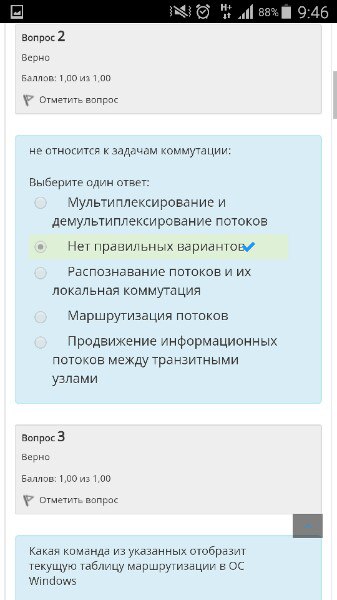 88% 9:46
Вопрос 2
Верно
Баллов: 1,00 из 1,00
Отметить вопрос
не относится к задачам коммутации:
Выберите один ответ:
Мультиплексирование и
демультиплексирование потоков
Нет правильных вариантов
Распознавание потоков и их
локальная коммутация
Маршрутизация потоков
Продвижение информационных
потоков между транзитными
узлами
Вопрос 3
Верно
Баллов: 1,00 из 1,00
Отметить вопрос
Какая команда из указанных отобразит
текущую таблицу маршрутизации в ОС
Windows